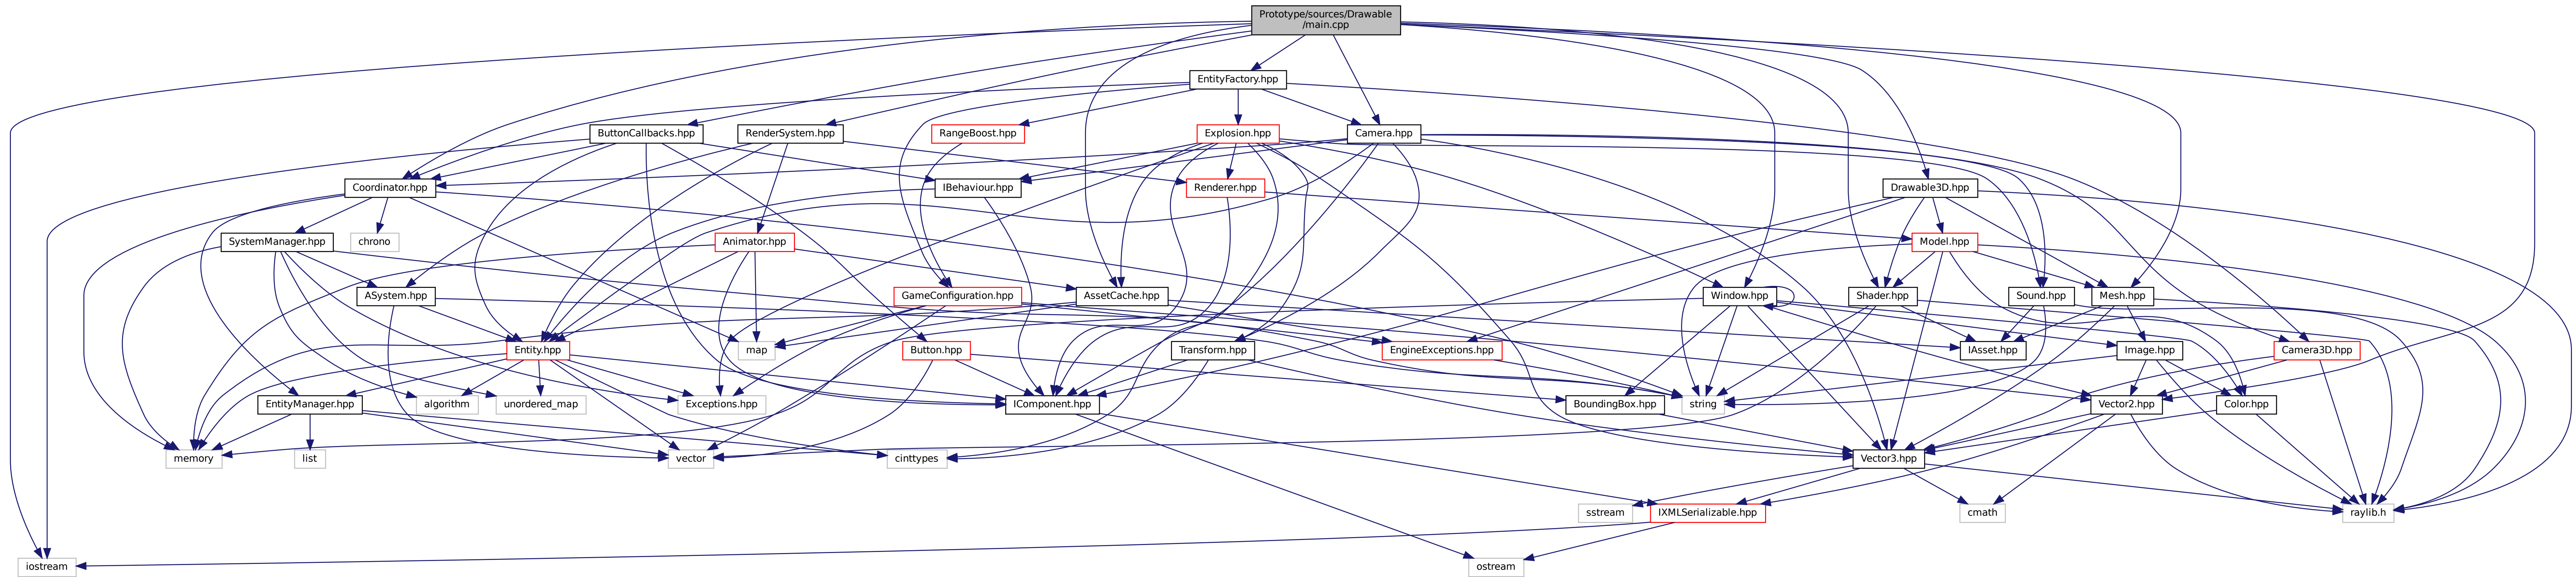 Prototype/sources/Drawable
/main.cpp
EntityFactory.hpp
ButtonCallbacks.hpp
RenderSystem.hpp
RangeBoost.hpp
Explosion.hpp
Camera.hpp
Coordinator.hpp
IBehaviour.hpp
Renderer.hpp
Drawable3D.hpp
SystemManager.hpp
chrono
Animator.hpp
Model.hpp
ASystem.hpp
GameConfiguration.hpp
AssetCache.hpp
Window.hpp
Shader.hpp
Sound.hpp
Mesh.hpp
Entity.hpp
map
Button.hpp
Transform.hpp
EngineExceptions.hpp
IAsset.hpp
Image.hpp
Camera3D.hpp
EntityManager.hpp
algorithm
unordered_map
Exceptions.hpp
IComponent.hpp
BoundingBox.hpp
string
Vector2.hpp
Color.hpp
memory
list
vector
cinttypes
Vector3.hpp
sstream
IXMLSerializable.hpp
cmath
raylib.h
iostream
ostream